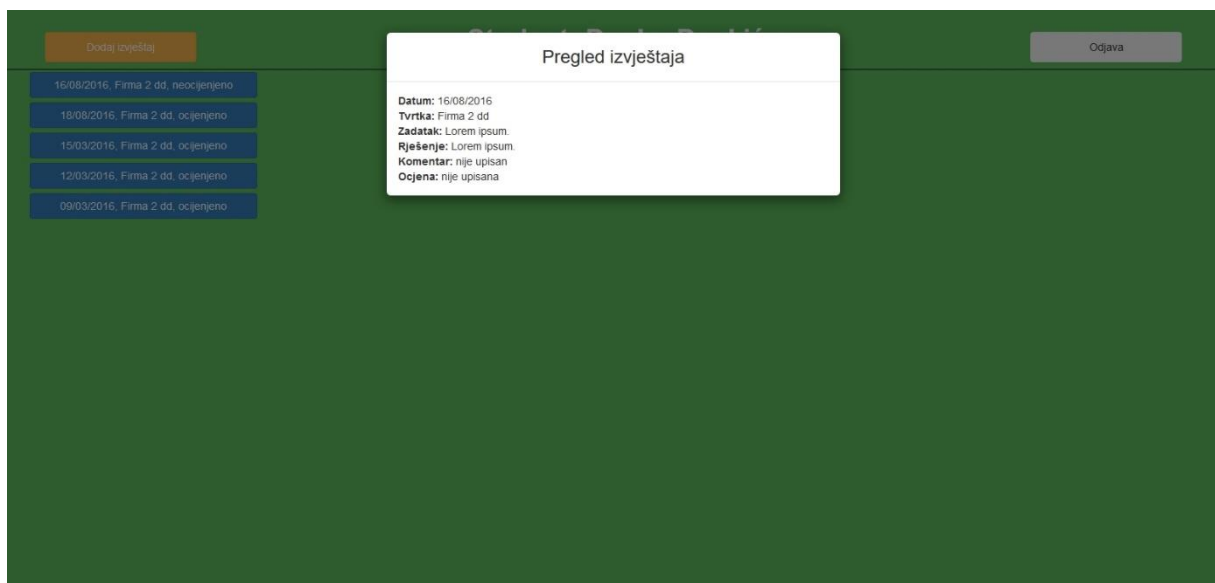 Dodaj izvještaj
Pregled izvještaja
Odjava
16/08/2016, Firma 2 dd, neocijenjeno
18/08/2016, Firma 2 dd, ocijenjeno
15/03/2016, Firma 2 dd, ocijenjeno
12/03/2016, Firma 2 dd, ocijenjeno
09/03/2016, Firma 2 dd, ocijenjeno
Datum: 16/08/2016
Tvrtka: Firma 2 dd
Zadatak: Lorem ipsum.
Rješenje: Lorem ipsum.
Komentar: nije upisan
Ocjena: nije upisana